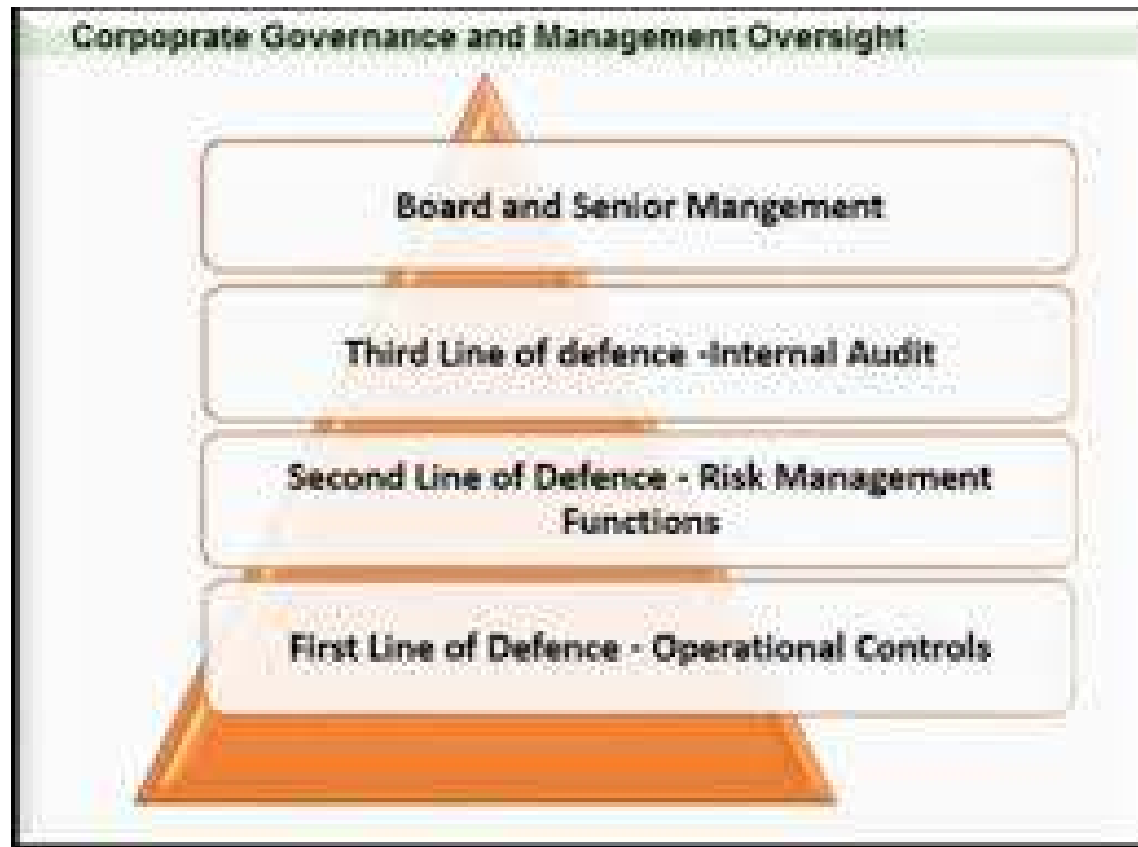 Corpoprate Governance and Management Oversight
Board and Senior Mangement
Third Line of defence -Internal Audit
Second Line of Defence - Risk Management
Functions
First Line of Defence - Operational Controls